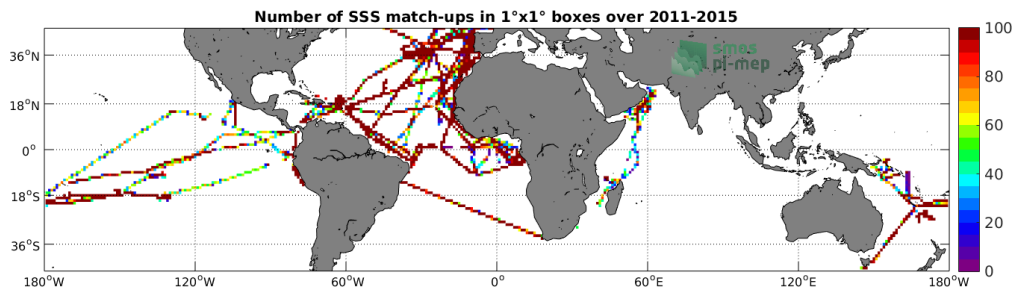 Number of SSS match-ups in 1°x1° boxes over 2011-2015
smos
pi-mep
36°N
18°N
0°
18°S
36°S
180°W 120°W 60°W 0° 60°E 120°E 180°W
100
80
60
40
20
0